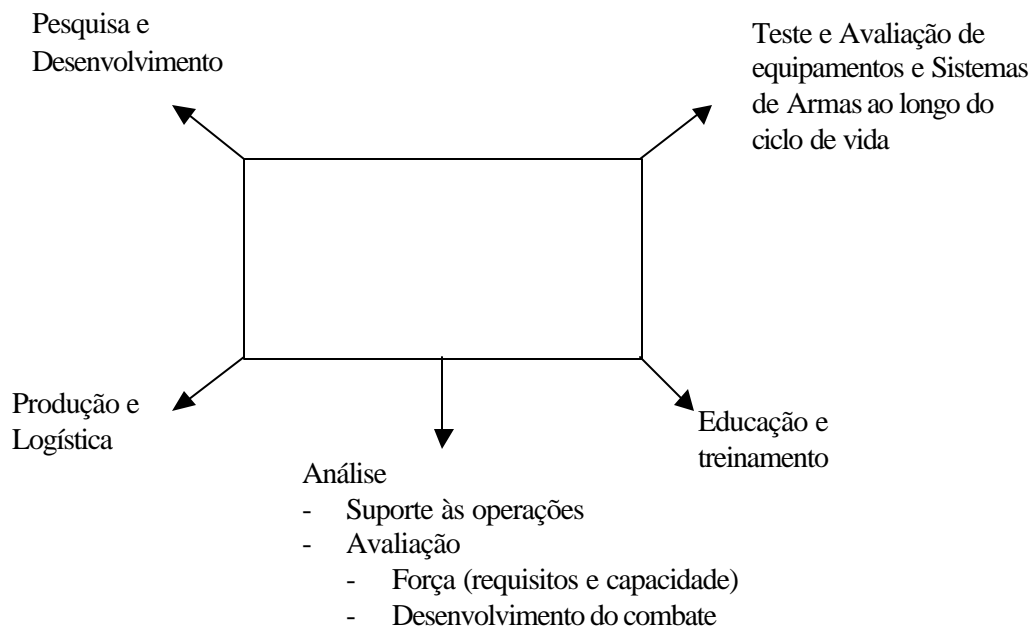 Pesquisa e
Desenvolvimento
Teste e Avaliação de
equipamentos e Sistemas
de Armas ao longo do
ciclo de vida
Produção e
Logística
Educação e
treinamento
Análise
- Suporte às operações
- Avaliação
- Força (requisitos e capacidade)
- Desenvolvimento do combate